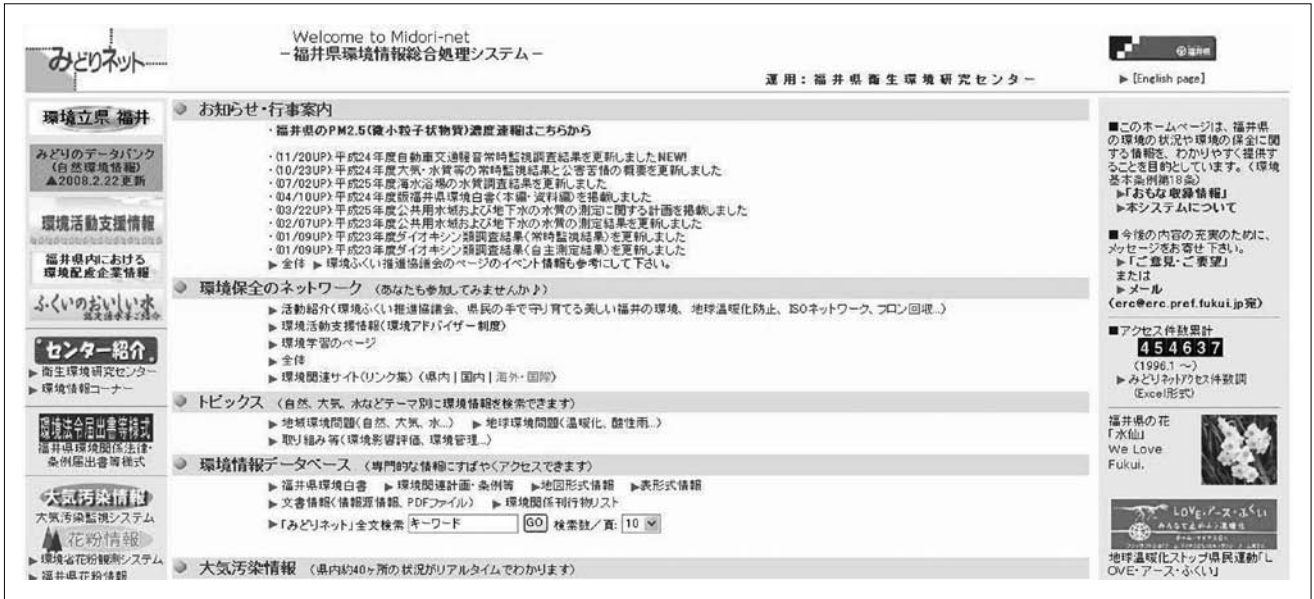 みどりネット
Welcome to Midori-net
－福井県環境情報総合処理システム－
運用：福井県衛生環境研究センター
福井県
▶ [English page]
環境立県 福井
みどりのデータバンク
（自然環境情報）
▲2008.2.22更新
環境活動支援情報
福井県内における
環境配慮企業情報
ふくいのおいしい水
センター紹介
▶ 衛生環境研究センター
▶ 環境情報コーナー
環境法令届出書等様式
福井県環境関係法律・
条例届出書等様式
大気汚染情報
大気汚染監視システム
花粉情報
▶ 環境省花粉観測システム
▶ 福井県花粉情報
お知らせ・行事案内
・福井県のPM2.5(微小粒子状物質)濃度速報はこちらから
・(11/20UP)：平成24年度自動車交通騒音常時監視調査結果を更新しました NEW!
・(10/23UP)：平成24年度大気・水質等の常時監視結果と公害苦情の概要を更新しました
・(07/02UP)：平成25年度海水浴場の水質調査結果を更新しました
・(04/10UP)：平成24年度版福井県環境白書(本編・資料編)を掲載しました
・(03/22UP)：平成25年度公共用水域および地下水の水質の測定に関する計画を掲載しました
・(02/07UP)：平成23年度公共用水域および地下水の水質の測定結果を更新しました
・(01/09UP)：平成23年度ダイオキシン類調査結果(常時監視結果)を更新しました
・(01/09UP)：平成23年度ダイオキシン類調査結果(自主測定結果)を更新しました
▶ 全体 ▶ 環境ふくい推進協議会のページのイベント情報も参考にして下さい。
環境保全のネットワーク （あなたも参加してみませんか♪）
▶ 活動紹介(環境ふくい推進協議会、県民の手で守り育てる美しい福井の環境、地球温暖化防止、ISOネットワーク、フロン回収...)
▶ 環境活動支援情報(環境アドバイザー制度)
▶ 環境学習のページ
▶ 全体
▶ 環境関連サイト(リンク集) (県内 | 国内 | 海外・国際)
トピックス （自然、大気、水などテーマ別に環境情報を検索できます）
▶ 地域環境問題(自然、大気、水...) ▶ 地球環境問題(温暖化、酸性雨...)
▶ 取り組み等(環境影響評価、環境管理...)
環境情報データベース （専門的な情報にすばやくアクセスできます）
▶ 福井県環境白書 ▶ 環境関連計画・条例等 ▶地図形式情報 ▶表形式情報
▶ 文書情報(情報源情報、PDFファイル) ▶ 環境関係刊行物リスト
▶「みどりネット」全文検索 キーワード GO 検索数／頁: 10
大気汚染情報 （県内約40ヶ所の状況がリアルタイムでわかります）
■このホームページは、福井県
の環境の状況や環境の保全に関
する情報を、わかりやすく提供す
ることを目的としています。(環境
基本条例第18条)
▶「おもな収録情報」
▶本システムについて
■今後の内容の充実のために、
メッセージをお寄せ下さい。
▶「ご意見・ご要望」
または
▶ メール
(erc@erc.pref.fukui.jp宛)
■アクセス件数累計
454637
(1996.1 ～)
▶ みどりネットアクセス件数調
(Excel形式)
福井県の花
「水仙」
We Love
Fukui.
LOVE・アース・ふくい
みんなで止めよう温暖化
地球温暖化ストップ県民運動「L
OVE・アース・ふくい」